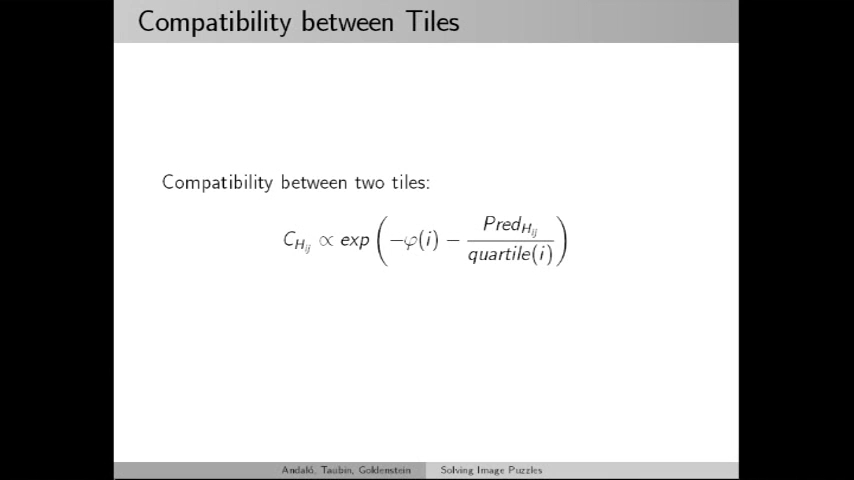 Compatibility between Tiles
Compatibility between two tiles:
C_{H_{ij}} ∝ exp ( −φ(i) − Pred_{H_{ij}} / quartile(i) )
Andaló, Taubin, Goldenstein Solving Image Puzzles